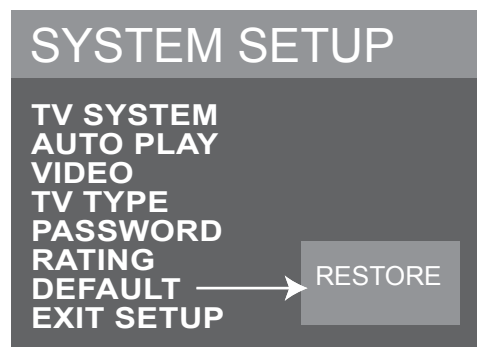 SYSTEM SETUP
TV SYSTEM
AUTO PLAY
VIDEO
TV TYPE
PASSWORD
RATING
DEFAULT
RESTORE
EXIT SETUP